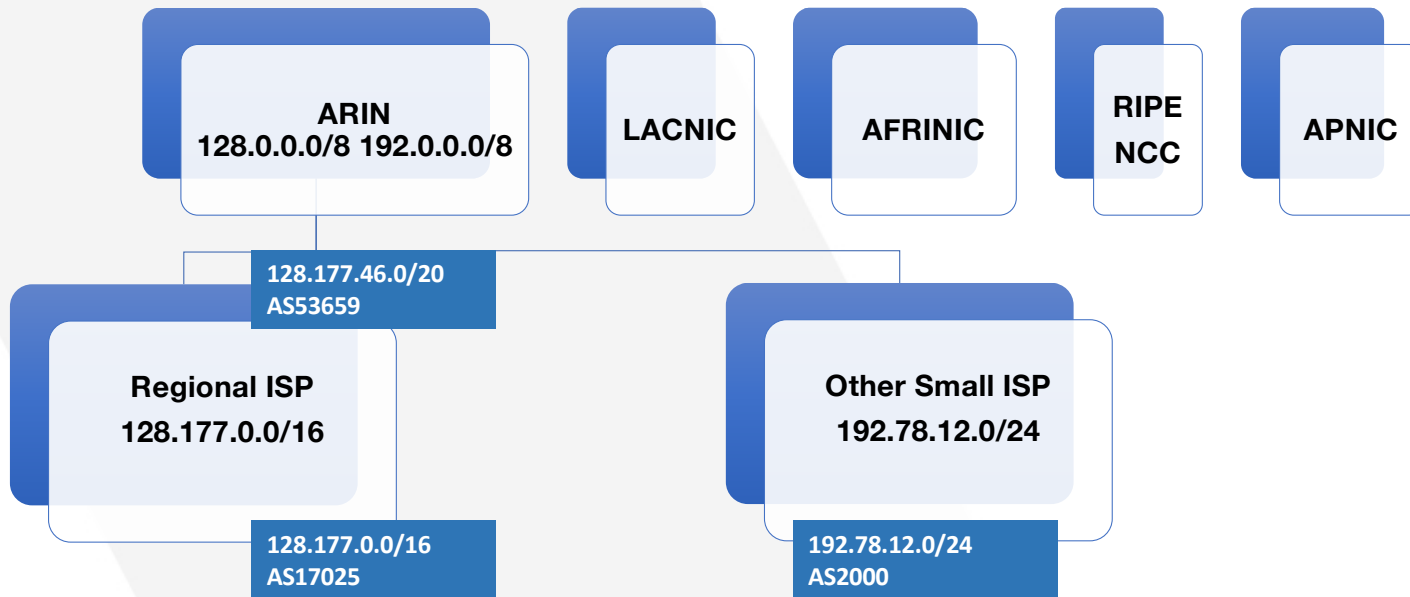 ARIN
128.0.0.0/8 192.0.0.0/8
LACNIC
AFRINIC
RIPE
NCC
APNIC
128.177.46.0/20
AS53659
Regional ISP
128.177.0.0/16
Other Small ISP
192.78.12.0/24
128.177.0.0/16
AS17025
192.78.12.0/24
AS2000